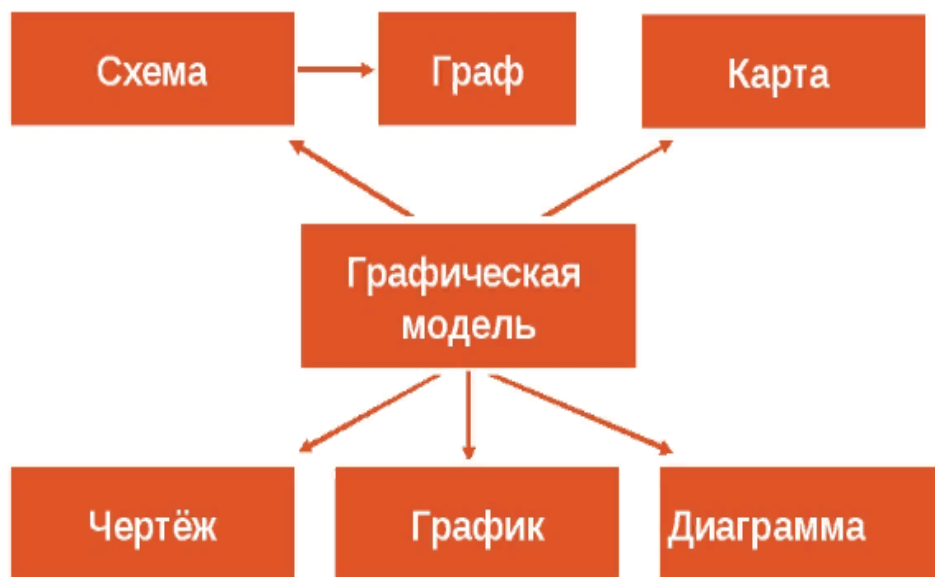 Схема
Граф
Карта
Графическая
модель
Чертёж
График
Диаграмма